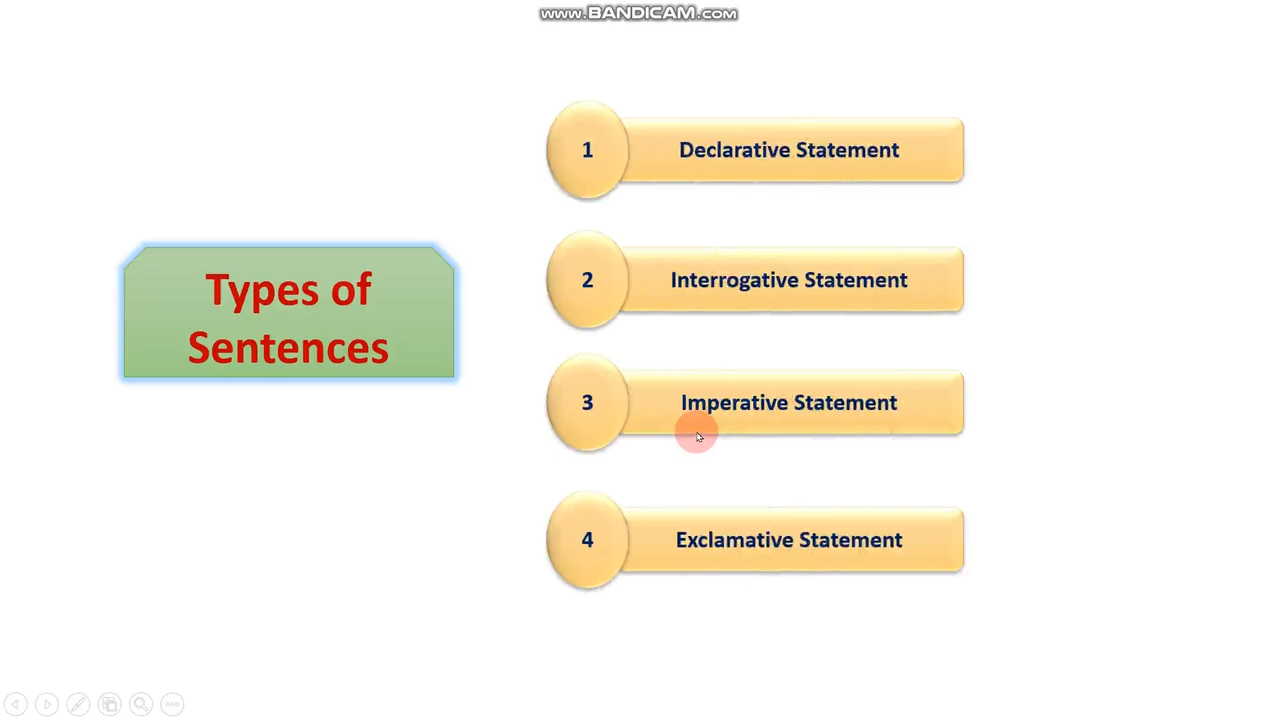 www.BANDICAM.com
Types of
Sentences
1
Declarative Statement
2
Interrogative Statement
3
Imperative Statement
4
Exclamative Statement